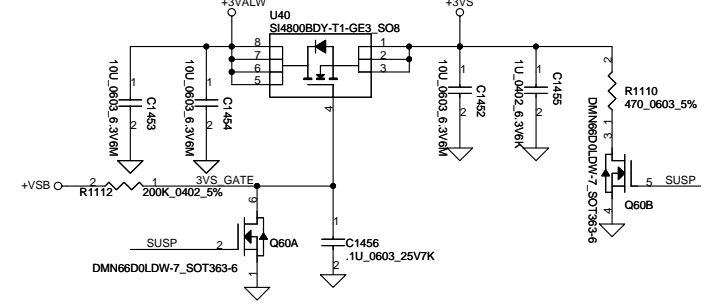 +3VALW
+3VS
U40
SI4800BDY-T1-GE3_SO8
8
7
6
5
1
2
3
4
10U_0603_6.3V6M
1
2
C1453
10U_0603_6.3V6M
1
2
C1454
10U_0603_6.3V6M
1
2
C1452
1U_0402_6.3V6K
1
2
C1455
2
R1110
470_0603_5%
1
DMN66D0LDW-7_SOT363-6
3
5
SUSP
Q60B
4
+VSB
2
1
3VS_GATE
R1112
200K_0402_5%
6
SUSP
2
Q60A
1
DMN66D0LDW-7_SOT363-6
1
C1456
.1U_0603_25V7K
2